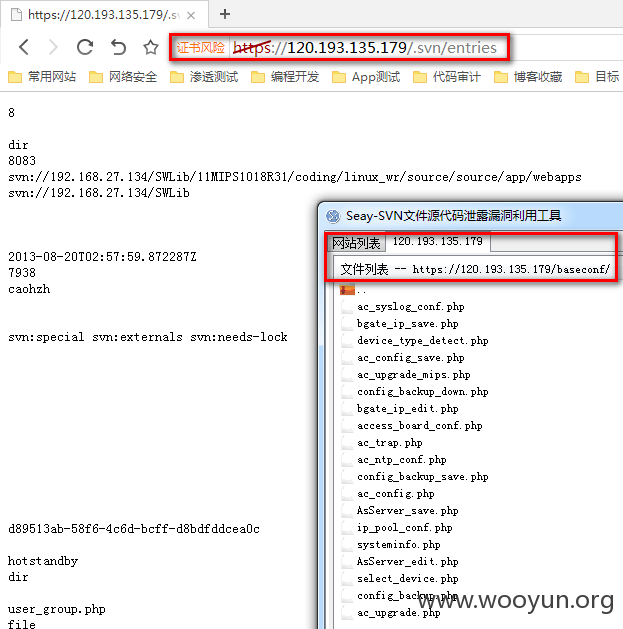 https://120.193.135.179/.sv
证书风险 https://120.193.135.179/.svn/entries
常用网站 网络安全 渗透测试 编程开发 App测试 代码审计 博客收藏 目标
8
dir
8083
svn://192.168.27.134/SWLib/11MIPS1018R31/coding/linux_wr/source/source/app/webapps
svn://192.168.27.134/SWLib
2013-08-20T02:57:59.872287Z
7938
caohzh
svn:special svn:externals svn:needs-lock
d89513ab-58f6-4c6d-bcff-d8bdfddcea0c
hotstandby
dir
user_group.php
file
Seay-SVN文件源代码泄露漏洞利用工具
网站列表 120.193.135.179
文件列表 -- https://120.193.135.179/baseconf/
..
ac_syslog_conf.php
bgate_ip_save.php
device_type_detect.php
ac_config_save.php
ac_upgrade_mips.php
config_backup_down.php
bgate_ip_edit.php
access_board_conf.php
ac_trap.php
ac_ntp_conf.php
config_backup_save.php
ac_config.php
AsServer_save.php
ip_pool_conf.php
systeminfo.php
AsServer_edit.php
select_device.php
config_backup.php
ac_upgrade.php
www.wooyun.org